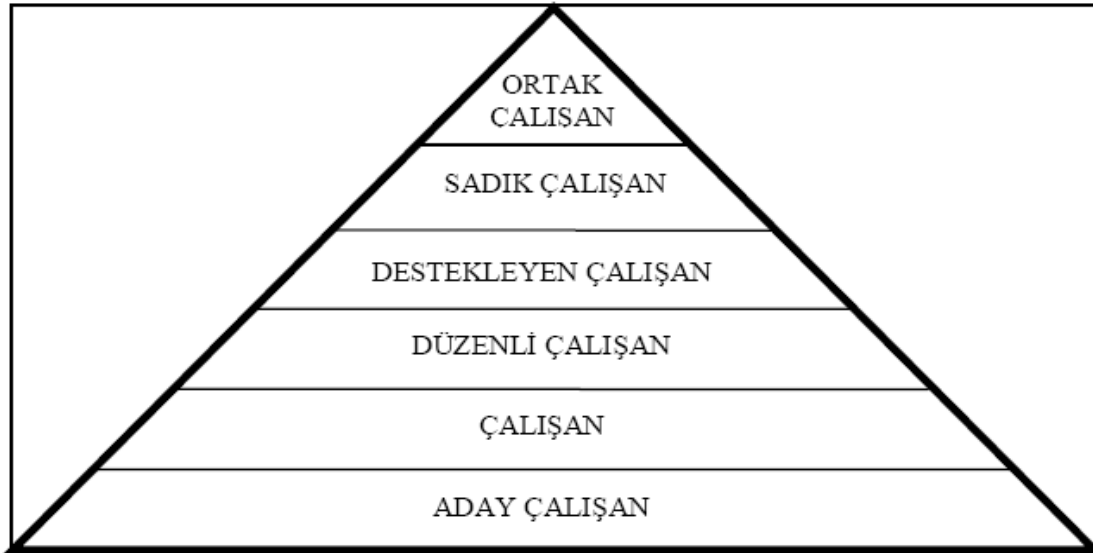 ORTAK
ÇALIŞAN
SADIK ÇALIŞAN
DESTEKLEYEN ÇALIŞAN
DÜZENLİ ÇALIŞAN
ÇALIŞAN
ADAY ÇALIŞAN